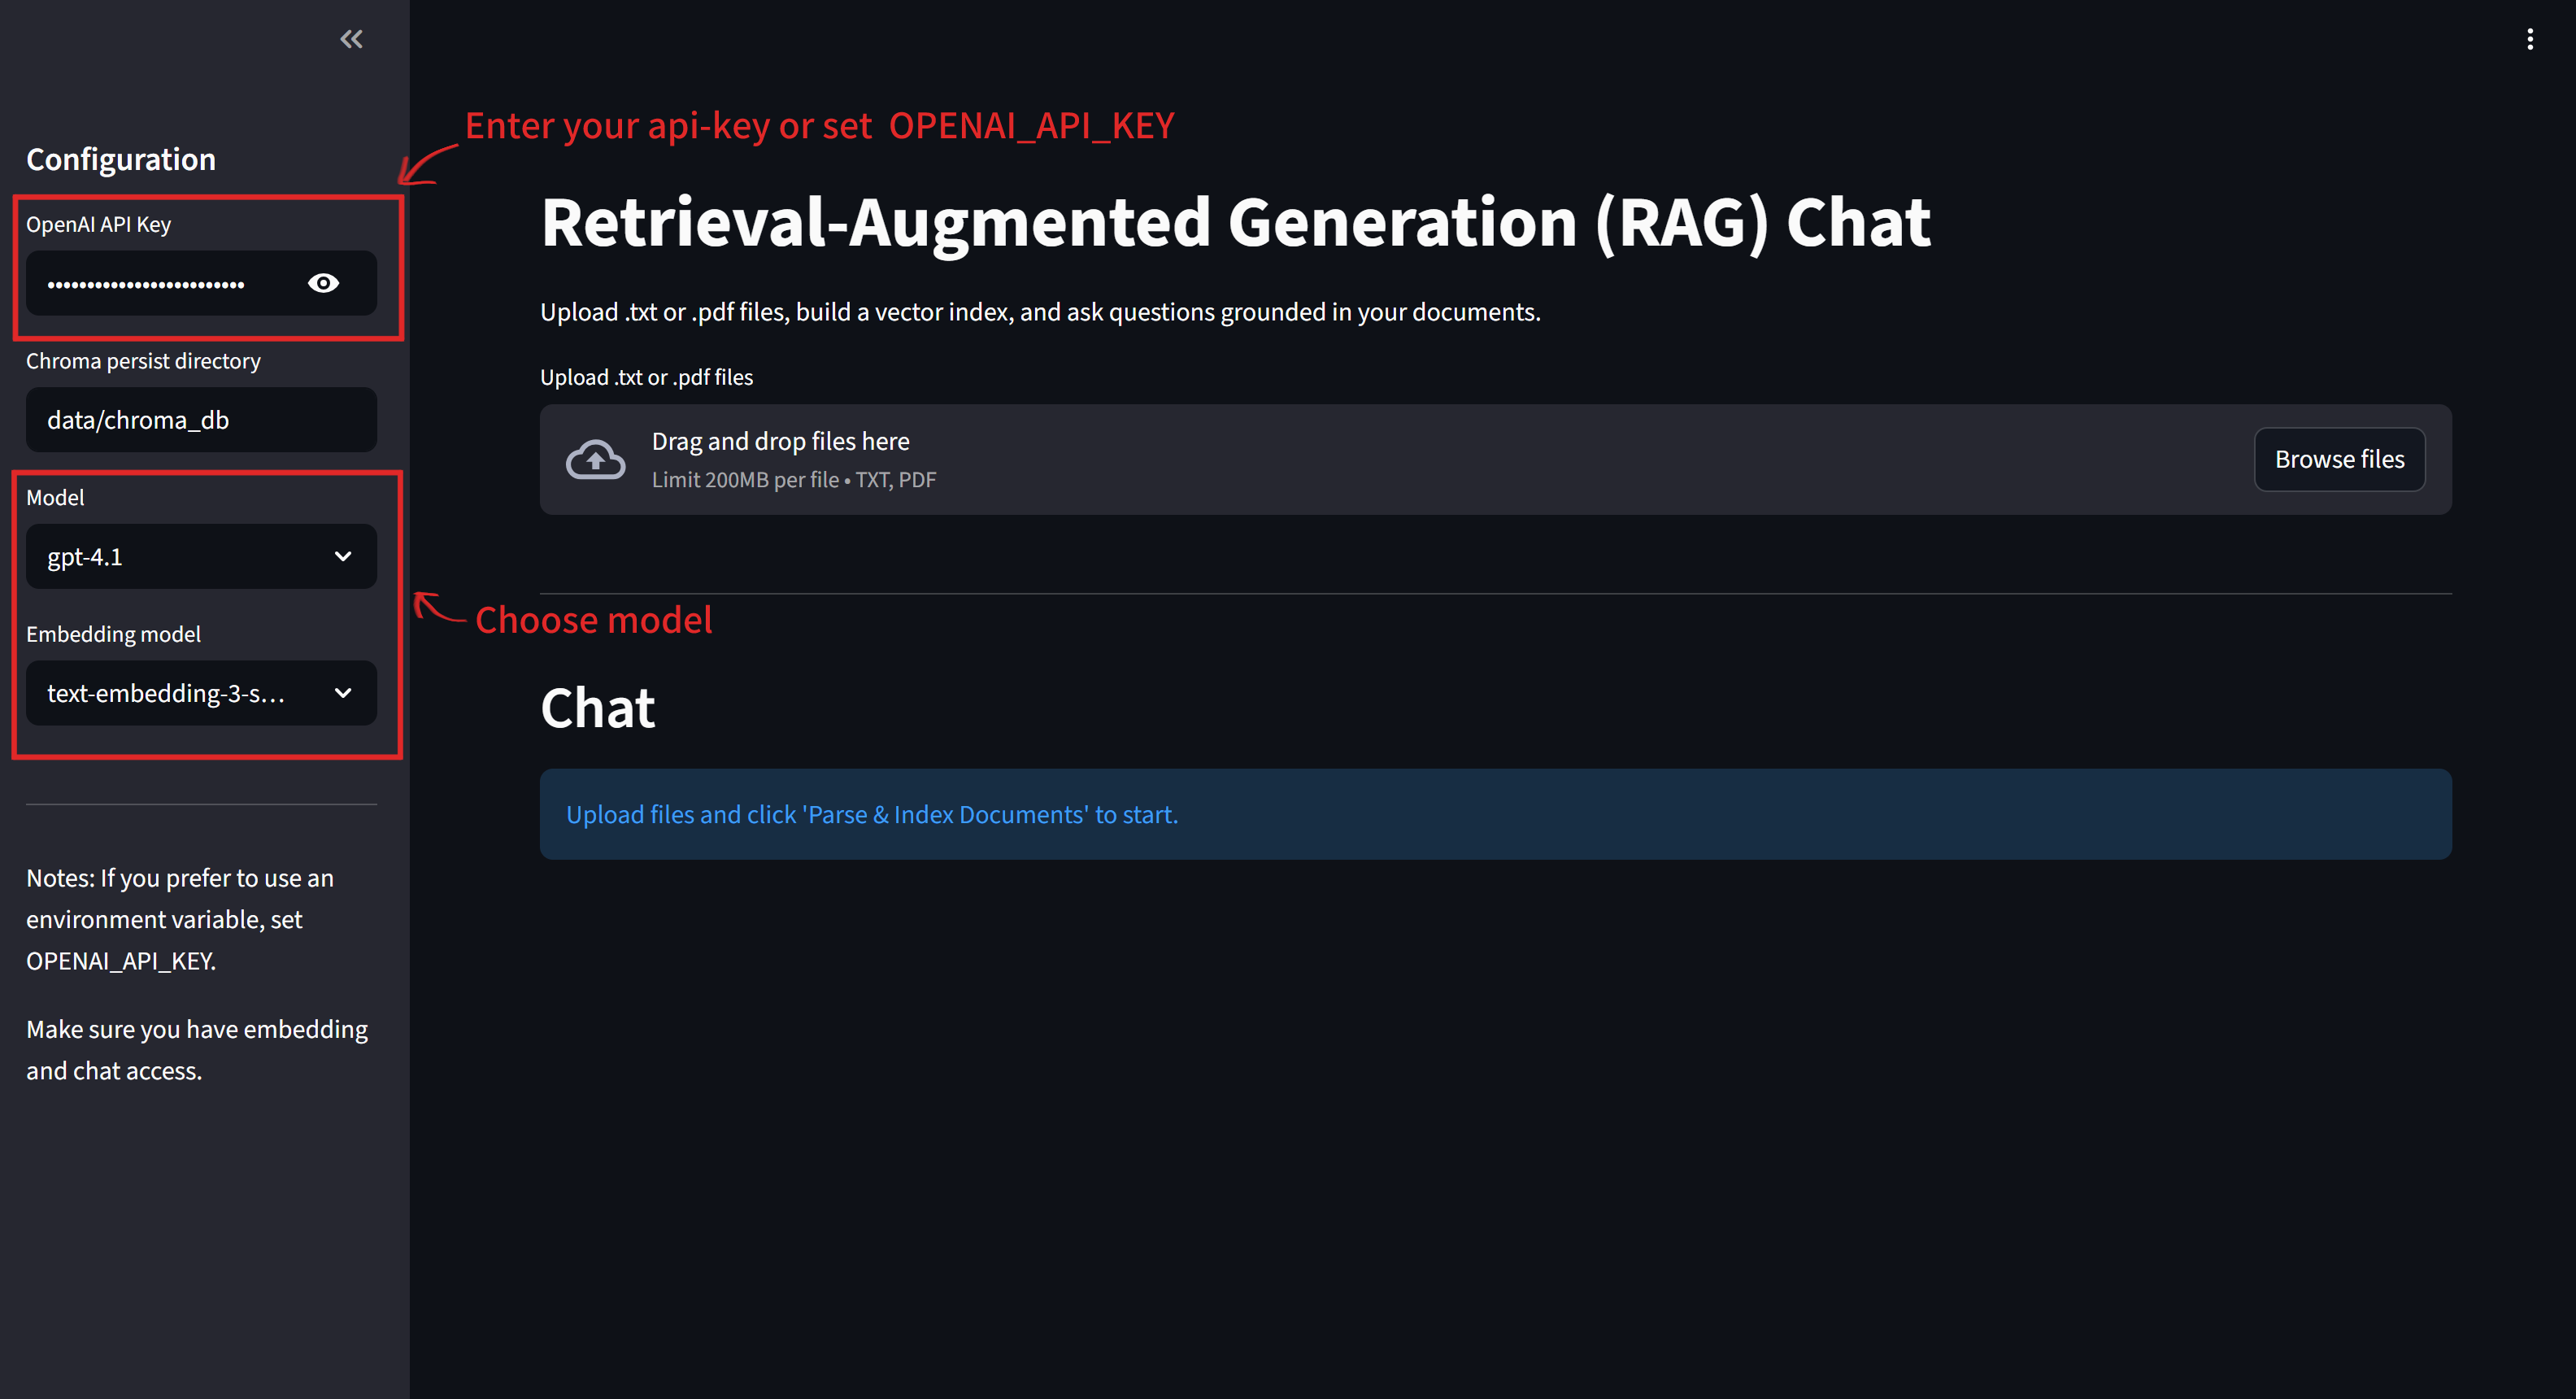 Configuration
OpenAI API Key
•••••••••••••••••••••••••
Chroma persist directory
data/chroma_db
Model
gpt-4.1
Embedding model
text-embedding-3-s...
Notes: If you prefer to use an
environment variable, set
OPENAI_API_KEY.
Make sure you have embedding
and chat access.
Enter your api-key or set OPENAI_API_KEY
Retrieval-Augmented Generation (RAG) Chat
Upload .txt or .pdf files, build a vector index, and ask questions grounded in your documents.
Upload .txt or .pdf files
Drag and drop files here
Limit 200MB per file • TXT, PDF
Browse files
Choose model
Chat
Upload files and click 'Parse & Index Documents' to start.